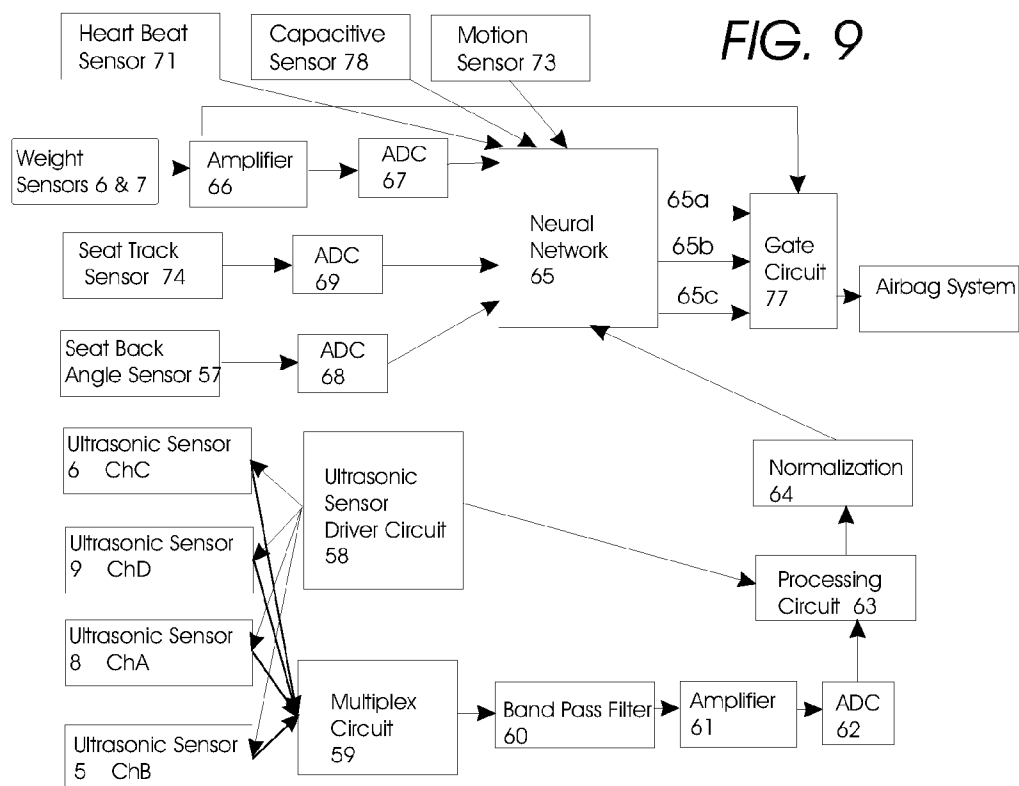 FIG. 9
Heart Beat
Sensor 71
Capacitive
Sensor 78
Motion
Sensor 73
Weight
Sensors 6 & 7
Amplifier
66
ADC
67
Neural
Network
65
65a
65b
65c
Gate
Circuit
77
Airbag System
Seat Track
Sensor 74
ADC
69
Seat Back
Angle Sensor 57
ADC
68
Ultrasonic Sensor
6 ChC
Ultrasonic Sensor
9 ChD
Ultrasonic Sensor
8 ChA
Ultrasonic Sensor
5 ChB
Ultrasonic
Sensor
Driver Circuit
58
Normalization
64
Processing
Circuit 63
Multiplex
Circuit
59
Band Pass Filter
60
Amplifier
61
ADC
62